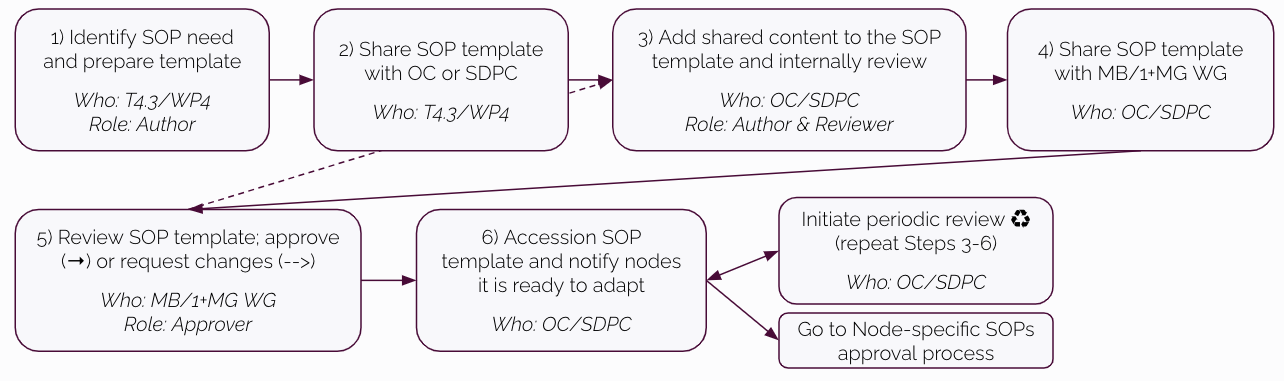 1) Identify SOP need
and prepare template
Who: T4.3/WP4
Role: Author
2) Share SOP template
with OC or SDPC
Who: T4.3/WP4
3) Add shared content to the SOP
template and internally review
Who: OC/SDPC
Role: Author & Reviewer
4) Share SOP template
with MB/1+MG WG
Who: OC/SDPC
5) Review SOP template; approve
(→) or request changes (-->)
Who: MB/1+MG WG
Role: Approver
6) Accession SOP
template and notify nodes
it is ready to adapt
Who: OC/SDPC
Initiate periodic review ♻
(repeat Steps 3-6)
Who: OC/SDPC
Go to Node-specific SOPs
approval process